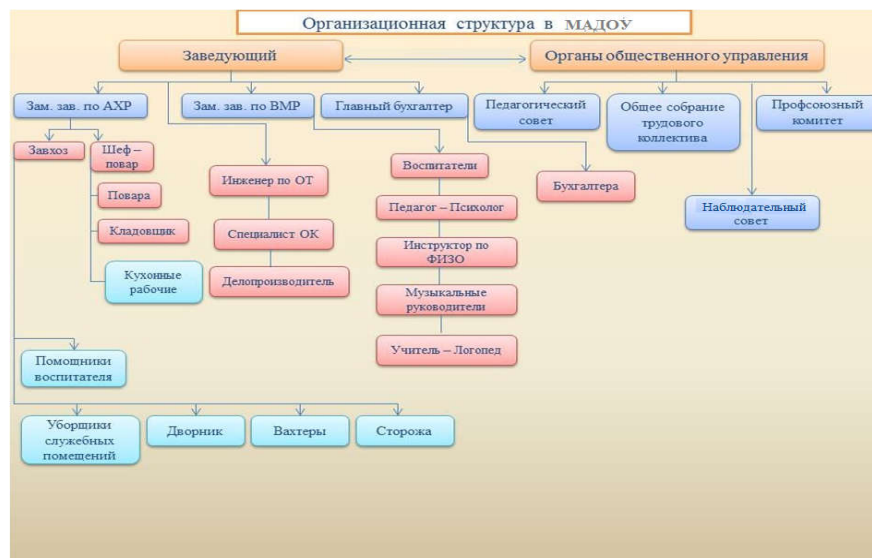 Организационная структура в МАДОУ
Заведующий
Органы общественного управления
Зам. зав. по АХР
Зам. зав. по ВМР
Главный бухгалтер
Педагогический
совет
Общее собрание
трудового
коллектива
Профсоюзный
комитет
Завхоз
Шеф –
повар
Повара
Кладовщик
Кухонные
рабочие
Инженер по ОТ
Специалист ОК
Делопроизводитель
Воспитатели
Педагог – Психолог
Инструктор по
ФИЗО
Музыкальные
руководители
Учитель – Логопед
Бухгалтера
Наблюдательный
совет
Помощники
воспитателя
Уборщики
служебных
помещений
Дворник
Вахтеры
Сторожа